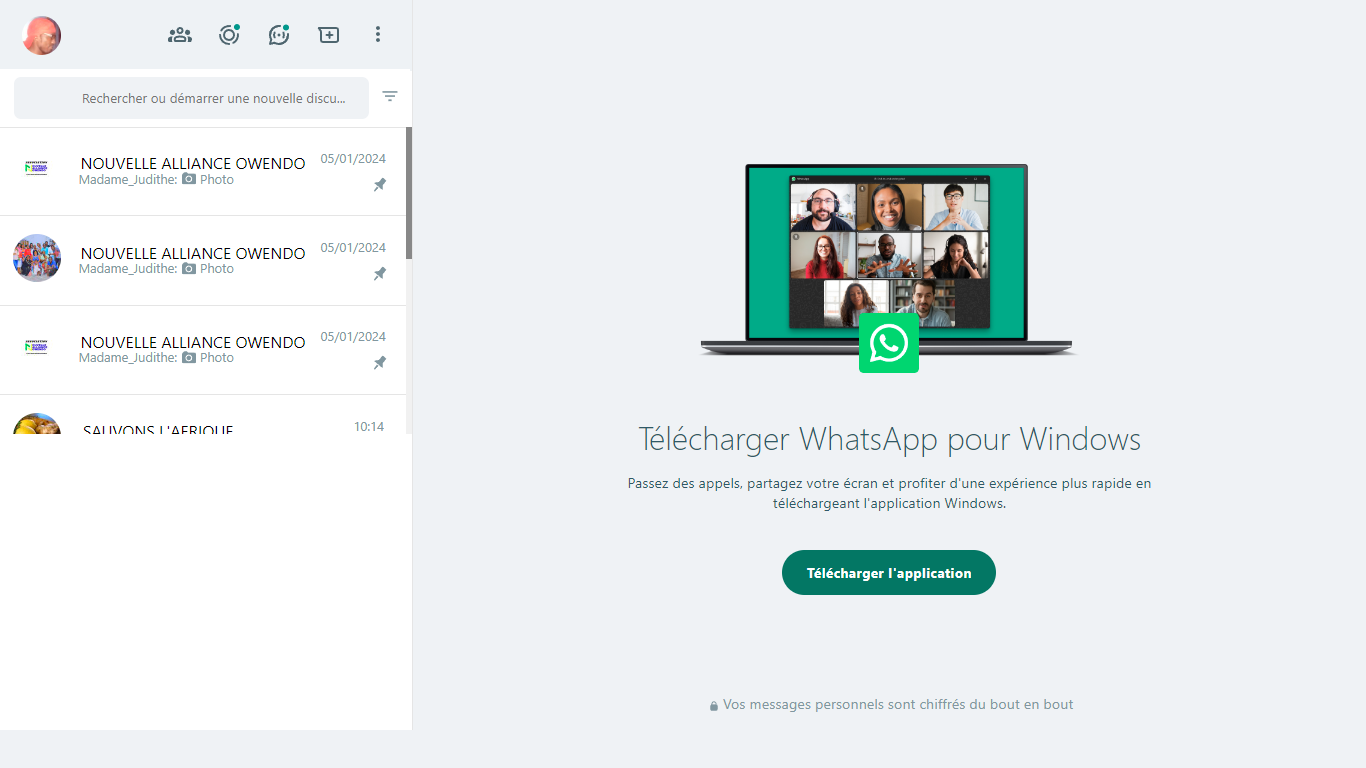 Rechercher ou démarrer une nouvelle discu...
NOUVELLE ALLIANCE OWENDO 05/01/2024
Madame_Judithe: Photo
NOUVELLE ALLIANCE OWENDO 05/01/2024
Madame_Judithe: Photo
NOUVELLE ALLIANCE OWENDO 05/01/2024
Madame_Judithe: Photo
SAUVONS L'AFRIQUE 10:14
Télécharger WhatsApp pour Windows
Passez des appels, partagez votre écran et profiter d'une expérience plus rapide en
téléchargeant l'application Windows.
Télécharger l'application
Vos messages personnels sont chiffrés du bout en bout